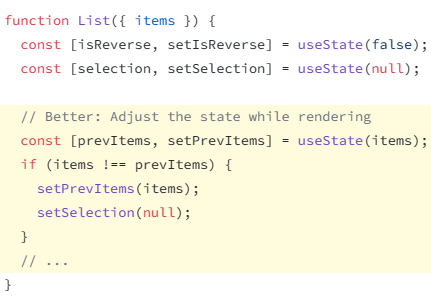 function List({ items }) {
  const [isReverse, setIsReverse] = useState(false);
  const [selection, setSelection] = useState(null);

  // Better: Adjust the state while rendering
  const [prevItems, setPrevItems] = useState(items);
  if (items !== prevItems) {
    setPrevItems(items);
    setSelection(null);
  }
  // ...
}